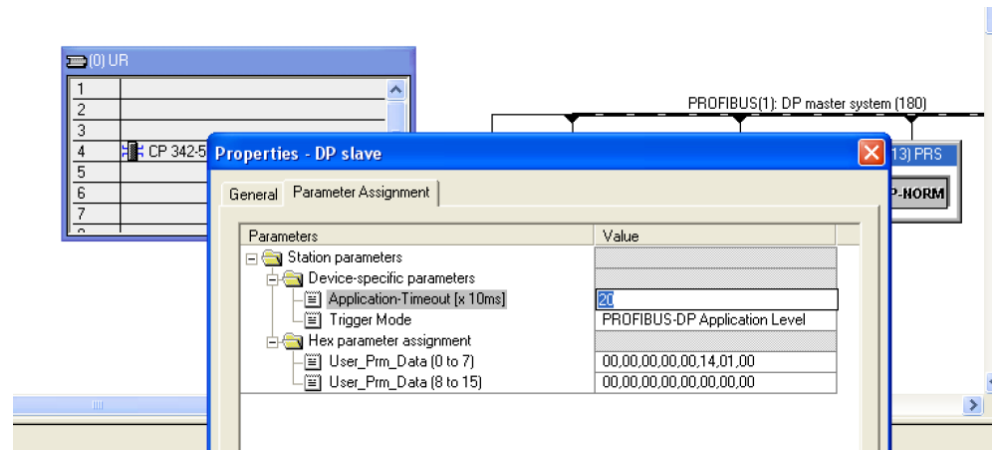 (0) UR
1
2
3
4 CP 342-5
5
6
7
PROFIBUS(1): DP master system (180)
13) PRS
P-NORM
Properties - DP slave
General Parameter Assignment
Parameters Value
Station parameters
Device-specific parameters
Application-Timeout [x 10ms] 20
Trigger Mode PROFIBUS-DP Application Level
Hex parameter assignment
User_Prm_Data (0 to 7) 00,00,00,00,00,14,01,00
User_Prm_Data (8 to 15) 00,00,00,00,00,00,00,00